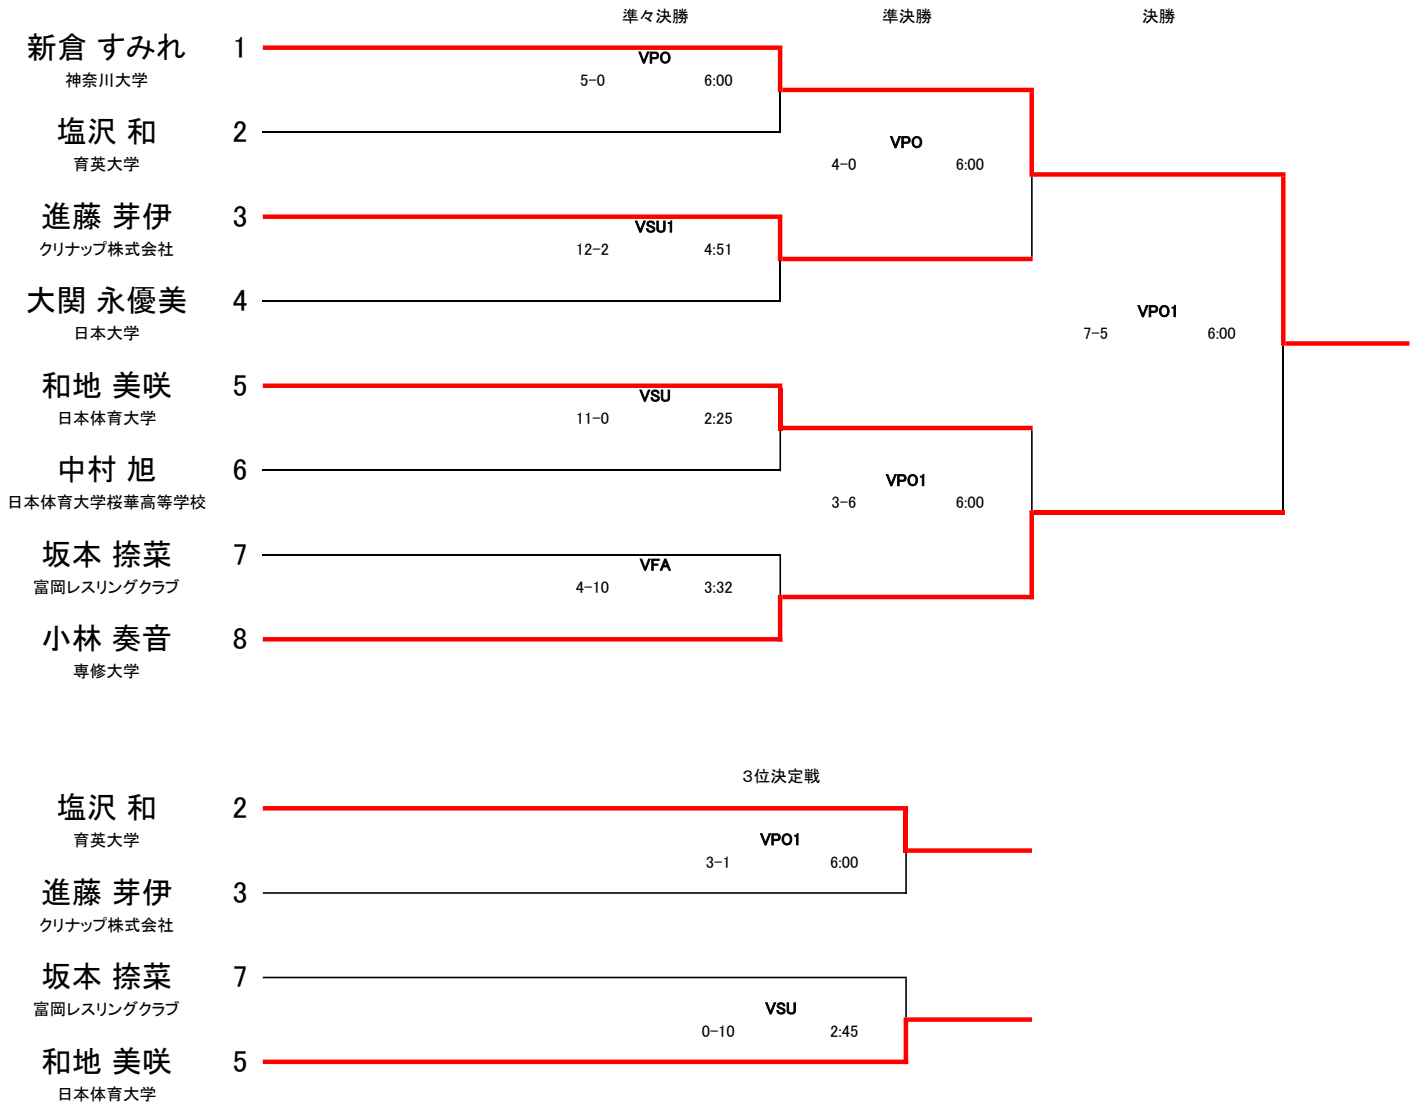 準々決勝 準決勝 決勝
新倉 すみれ 1
神奈川大学
VPO
5-0 6:00
塩沢 和 2
育英大学
VPO
4-0 6:00
進藤 芽伊 3
クリナップ株式会社
VSU1
12-2 4:51
大関 永優美 4
日本大学
VPO1
7-5 6:00
和地 美咲 5
日本体育大学
VSU
11-0 2:25
中村 旭 6
日本体育大学桜華高等学校
VPO1
3-6 6:00
坂本 捺菜 7
富岡レスリングクラブ
VFA
4-10 3:32
小林 奏音 8
専修大学
3位決定戦
塩沢 和 2
育英大学
VPO1
3-1 6:00
進藤 芽伊 3
クリナップ株式会社
坂本 捺菜 7
富岡レスリングクラブ
VSU
0-10 2:45
和地 美咲 5
日本体育大学